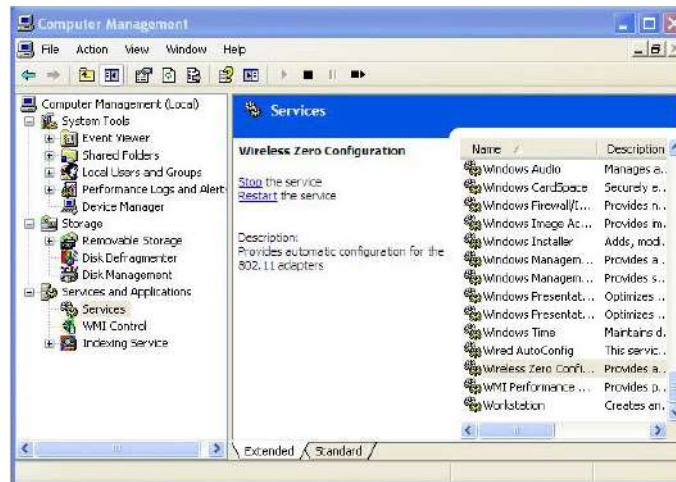 Computer Management
File Action View Window Help
Computer Management (Local)
System Tools
Event Viewer
Shared Folders
Local Users and Groups
Performance Logs and Alert
Device Manager
Storage
Removable Storage
Disk Defragmenter
Disk Management
Services and Applications
Services
WMI Control
Indexing Service
Services
Wireless Zero Configuration
Stop the service
Restart the service
Description:
Provides automatic configuration for the
802.11 adapters
Name Description
Windows Audio Manages a..
Windows CardSpace Securely e..
Windows Firewall/I... Provides n..
Windows Image Ac... Provides im..
Windows Installer Adds, modi..
Windows Managem... Provides a ..
Windows Managem... Provides s..
Windows Presentat... Optimizes ..
Windows Presentat... Optimizes ..
Windows Time Maintains d..
Wired AutoConfig This servic..
Wireless Zero Confi... Provides a..
WMI Performance ... Provides p..
Workstation Creates an..
Extended Standard